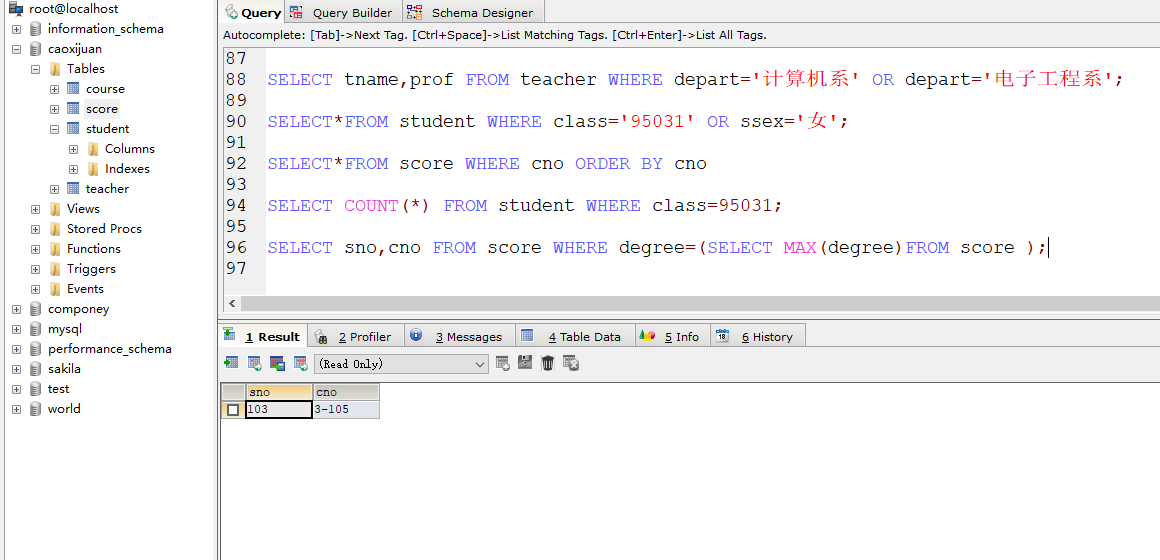 root@localhost
information_schema
caoxijuan
Tables
course
score
student
Columns
Indexes
teacher
Views
Stored Procs
Functions
Triggers
Events
componey
mysql
performance_schema
sakila
test
world
Query Query Builder Schema Designer
Autocomplete: [Tab]->Next Tag. [Ctrl+Space]->List Matching Tags. [Ctrl+Enter]->List All Tags.
87
88 SELECT tname,prof FROM teacher WHERE depart='计算机系' OR depart='电子工程系';
89
90 SELECT*FROM student WHERE class='95031' OR ssex='女';
91
92 SELECT*FROM score WHERE cno ORDER BY cno
93
94 SELECT COUNT(*) FROM student WHERE class=95031;
95
96 SELECT sno,cno FROM score WHERE degree=(SELECT MAX(degree)FROM score );
97
1 Result 2 Profiler 3 Messages 4 Table Data 5 Info 18 6 History
(Read Only)
sno cno
103 3-105